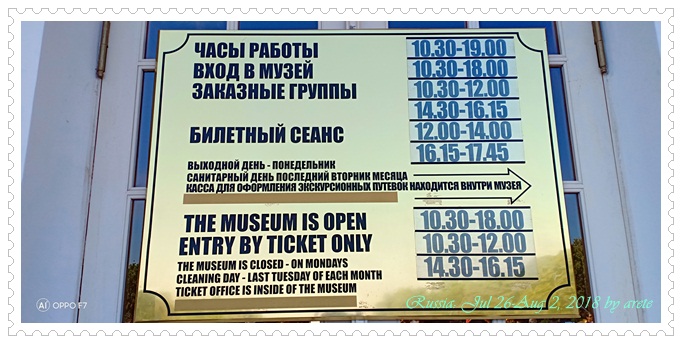 ЧАСЫ РАБОТЫ 10.30-19.00
ВХОД В МУЗЕЙ 10.30-18.00
ЗАКАЗНЫЕ ГРУППЫ 10.30-12.00
14.30-16.15
БИЛЕТНЫЙ СЕАНС 12.00-14.00
16.15-17.45
ВЫХОДНОЙ ДЕНЬ - ПОНЕДЕЛЬНИК
САНИТАРНЫЙ ДЕНЬ ПОСЛЕДНИЙ ВТОРНИК МЕСЯЦА
КАССА ДЛЯ ОФОРМЛЕНИЯ ЭКСКУРСИОННЫХ ПУТЕВОК НАХОДИТСЯ ВНУТРИ МУЗЕЯ
THE MUSEUM IS OPEN 10.30-18.00
ENTRY BY TICKET ONLY 10.30-12.00
14.30-16.15
THE MUSEUM IS CLOSED - ON MONDAYS
CLEANING DAY - LAST TUESDAY OF EACH MONTH
TICKET OFFICE IS INSIDE OF THE MUSEUM
AI OPPO F7
Russia Jul 26-Aug 2, 2018 by arete